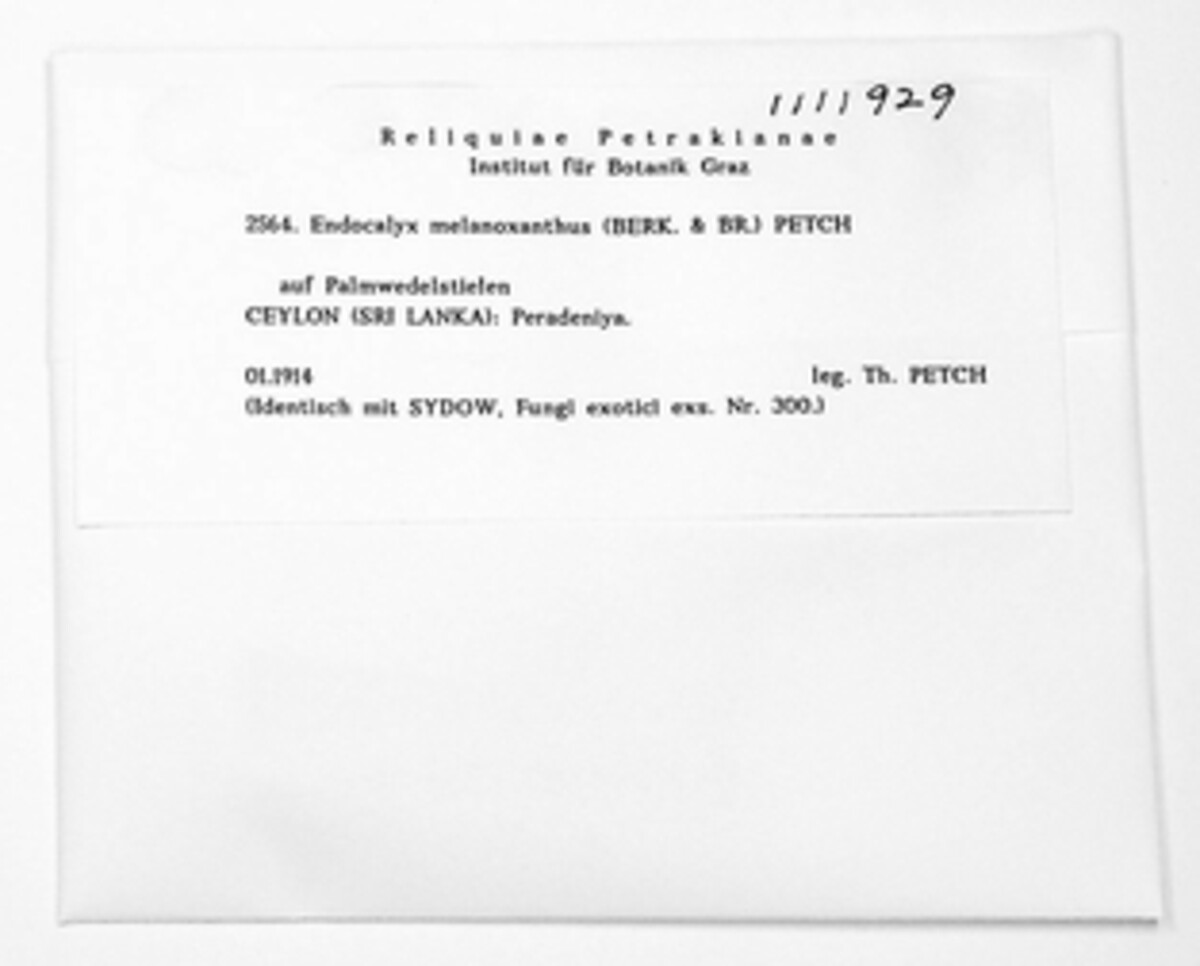 1111929
Reliquiae Petrakianae
Institut für Botanik Graz
2564. Endocalyx melanoxanthus (BERK. & BR.) PETCH
auf Palmwedelstielen
CEYLON (SRI LANKA): Peradeniya.
01.1914 leg. Th. PETCH
(Identisch mit SYDOW, Fungi exotici exs. Nr. 300.)